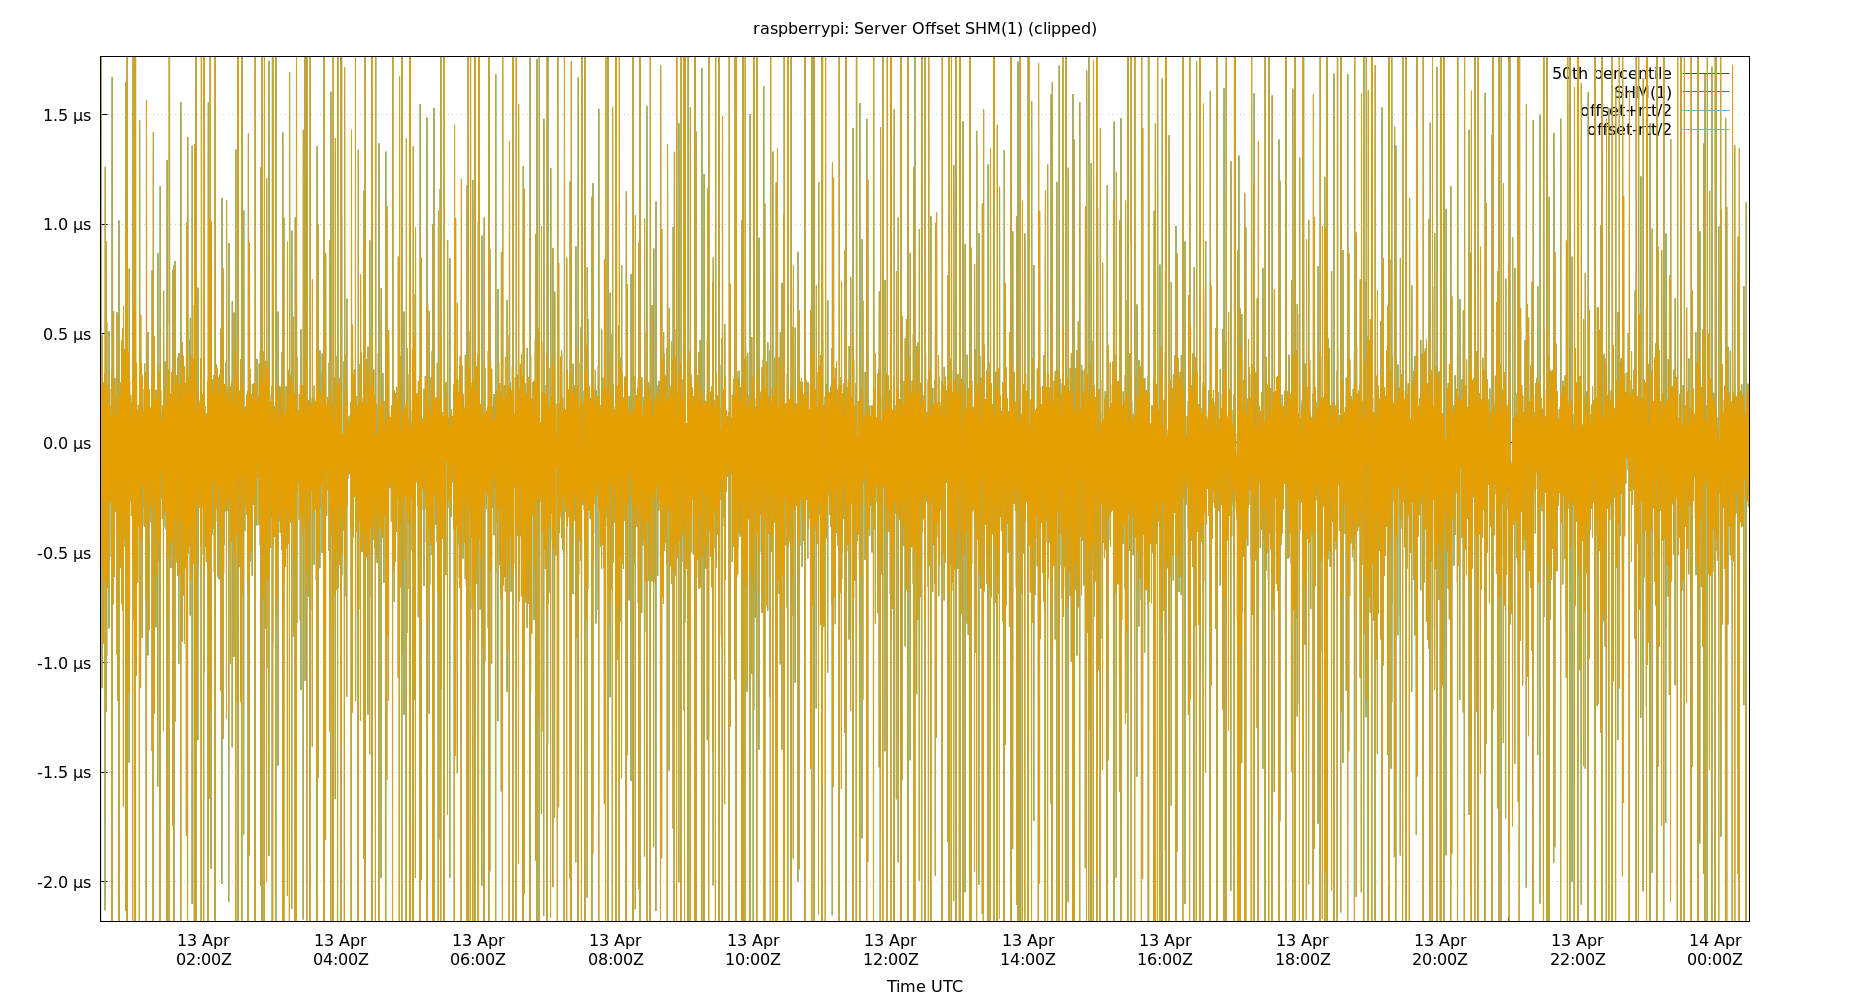 raspberrypi: Server Offset SHM(1) (clipped)
50th percentile
SHM(1)
offset+rtt/2
offset-rtt/2
1.5 µs
1.0 µs
0.5 µs
0.0 µs
-0.5 µs
-1.0 µs
-1.5 µs
-2.0 µs
13 Apr 13 Apr 13 Apr 13 Apr 13 Apr 13 Apr 13 Apr 13 Apr 13 Apr 13 Apr 13 Apr 14 Apr
02:00Z 04:00Z 06:00Z 08:00Z 10:00Z 12:00Z 14:00Z 16:00Z 18:00Z 20:00Z 22:00Z 00:00Z
Time UTC